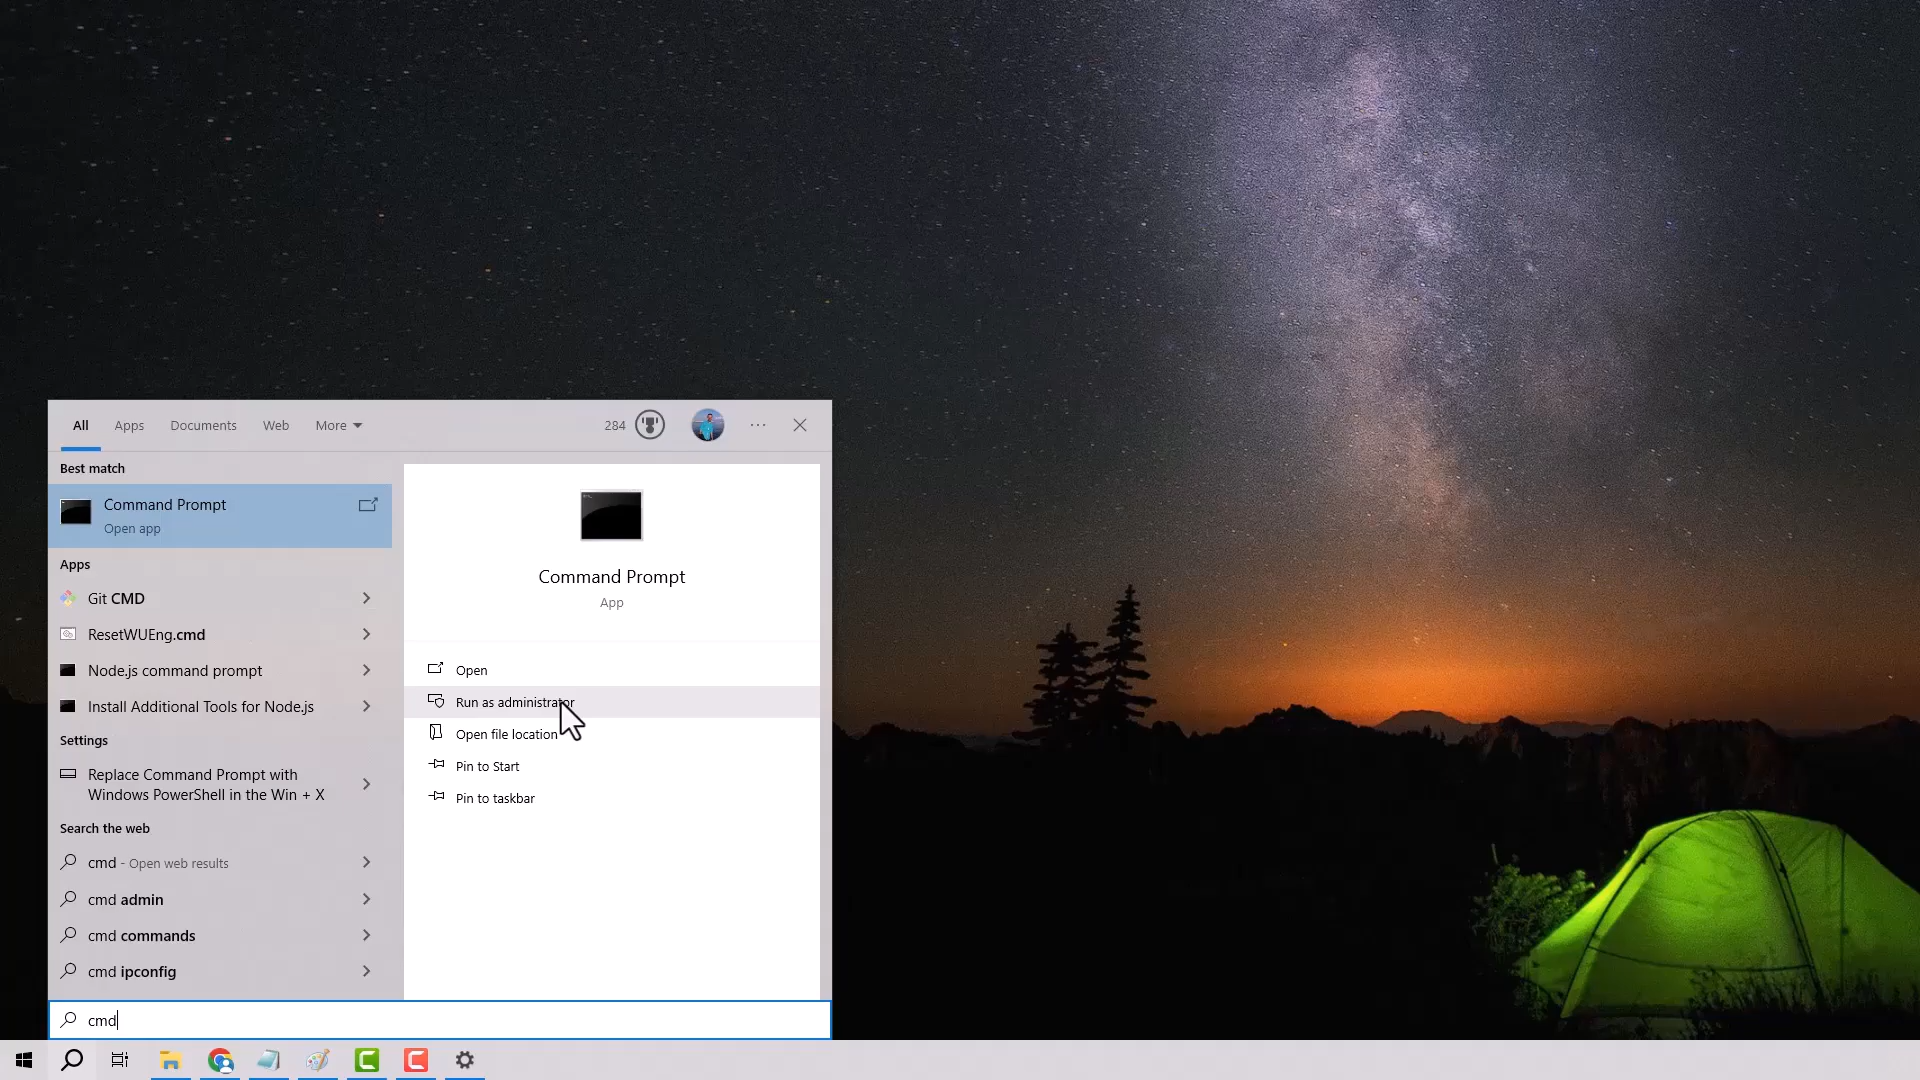 All Apps Documents Web More 284 ...
Best match
Command Prompt
Open app
Apps
Git CMD
ResetWUEng.cmd
Node.js command prompt
Install Additional Tools for Node.js
Settings
Replace Command Prompt with
Windows PowerShell in the Win + X
Search the web
cmd - Open web results
cmd admin
cmd commands
cmd ipconfig
Command Prompt
App
Open
Run as administrator
Open file location
Pin to Start
Pin to taskbar
cmd